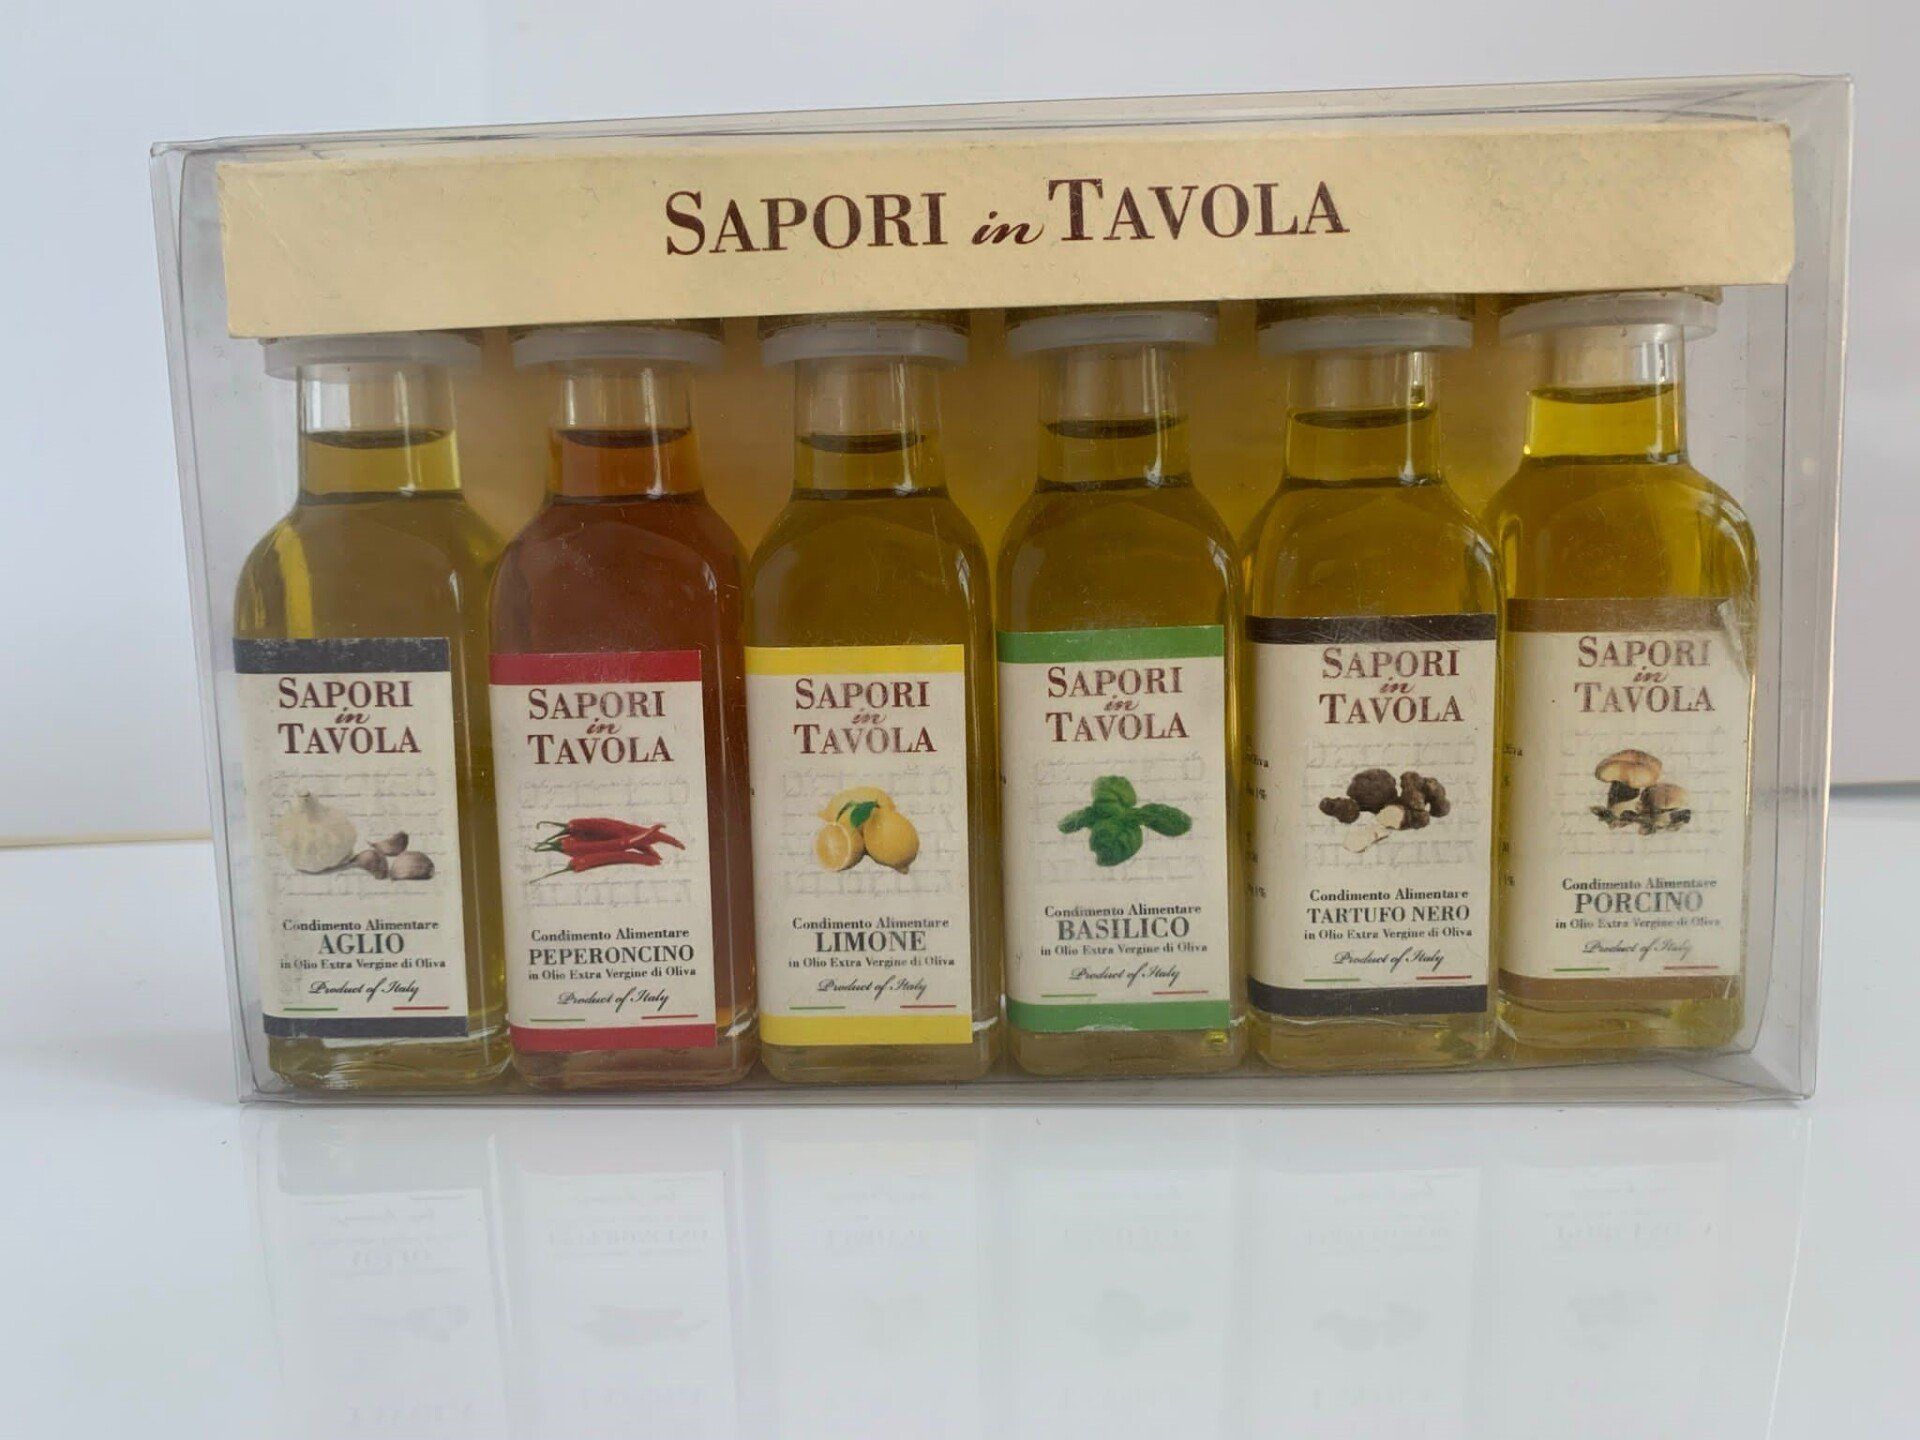 SAPORI in TAVOLA
SAPORI
in
TAVOLA
Condimento Alimentare
AGLIO
in Olio Extra Vergine di Oliva
Product of Italy
SAPORI
in
TAVOLA
Condimento Alimentare
PEPERONCINO
in Olio Extra Vergine di Oliva
Product of Italy
SAPORI
in
TAVOLA
Condimento Alimentare
LIMONE
in Olio Extra Vergine di Oliva
Product of Italy
SAPORI
in
TAVOLA
Condimento Alimentare
BASILICO
in Olio Extra Vergine di Oliva
Product of Italy
SAPORI
in
TAVOLA
Condimento Alimentare
TARTUFO NERO
in Olio Extra Vergine di Oliva
Product of Italy
SAPORI
in
TAVOLA
Condimento Alimentare
PORCINO
in Olio Extra Vergine di Oliva
Product of Italy